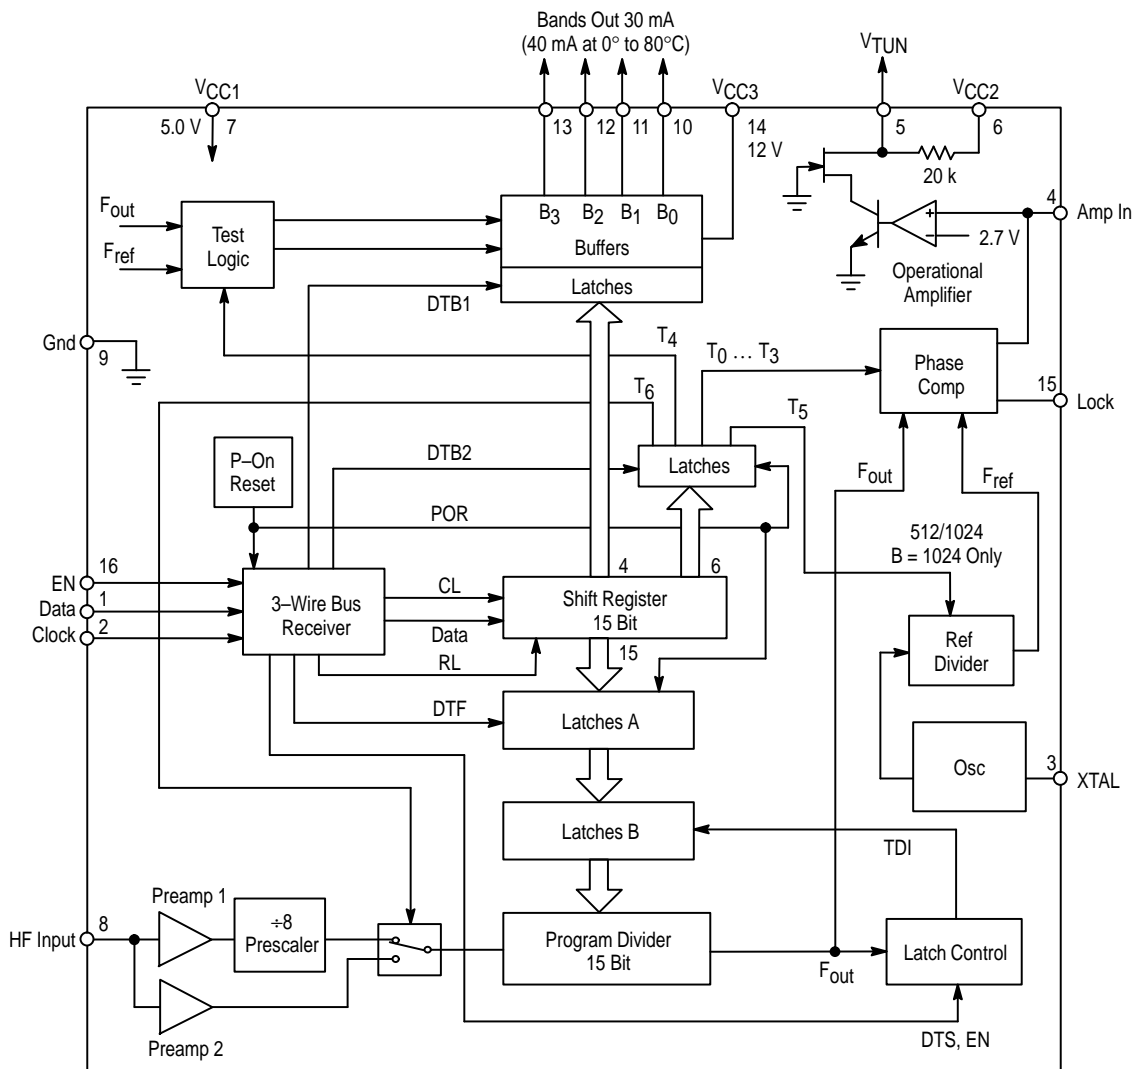 Bands Out 30 mA
(40 mA at 0° to 80°C)
VTUN
VCC1
VCC3
VCC2
5.0 V
7
13
12
11
10
14
12 V
5
6
20 k
4
Amp In
B3
B2
B1
B0
Fout
Fref
Test
Logic
Buffers
Latches
+
–
2.7 V
Operational
Amplifier
DTB1
Gnd
9
T4
T0 … T3
Phase
Comp
15
Lock
T6
T5
P–On
Reset
DTB2
Latches
Fout
Fref
POR
512/1024
B = 1024 Only
16
EN
1
Data
2
Clock
3–Wire Bus
Receiver
CL
Data
RL
4
6
Shift Register
15 Bit
15
Ref
Divider
DTF
Latches A
Osc
3
XTAL
Latches B
TDI
Preamp 1
8
HF Input
÷8
Prescaler
Program Divider
15 Bit
Fout
Latch Control
Preamp 2
DTS, EN